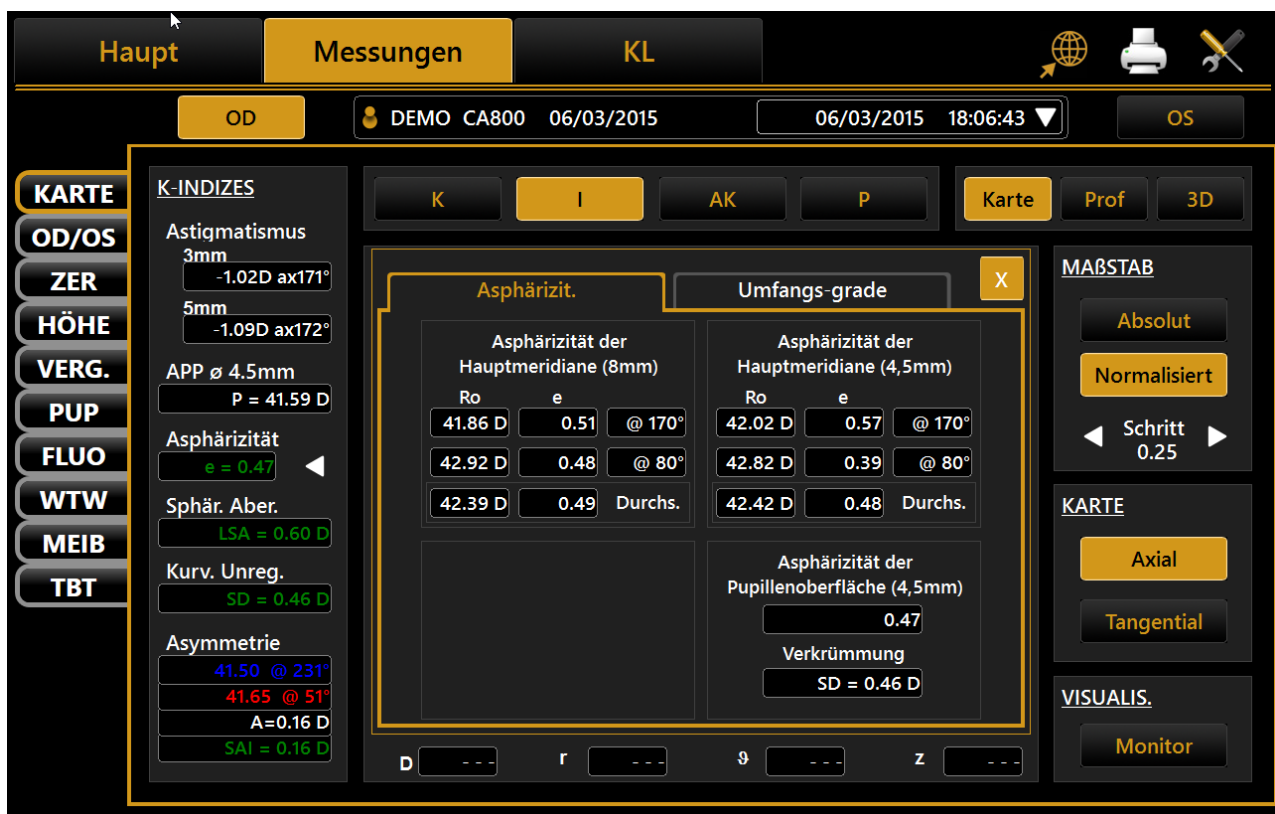 Haupt
Messungen
KL
OD
DEMO CA800 06/03/2015
06/03/2015 18:06:43
OS
KARTE
OD/OS
ZER
HÖHE
VERG.
PUP
FLUO
WTW
MEIB
TBT
K-INDIZES
Astigmatismus
3mm
-1.02D ax171°
5mm
-1.09D ax172°
APP ø 4.5mm
P = 41.59 D
Asphärizität
e = 0.47
Sphär. Aber.
LSA = 0.60 D
Kurv. Unreg.
SD = 0.46 D
Asymmetrie
41.50 @ 231°
41.65 @ 51°
A=0.16 D
SAI = 0.16 D
K
I
AK
P
Karte
Prof
3D
Asphärizit.
Umfangs-grade
X
Asphärizität der
Hauptmeridiane (8mm)
Ro e
41.86 D 0.51 @ 170°
42.92 D 0.48 @ 80°
42.39 D 0.49 Durchs.
Asphärizität der
Hauptmeridiane (4,5mm)
Ro e
42.02 D 0.57 @ 170°
42.82 D 0.39 @ 80°
42.42 D 0.48 Durchs.
Asphärizität der
Pupillenoberfläche (4,5mm)
0.47
Verkrümmung
SD = 0.46 D
D --- r --- ϑ --- z ---
MAßSTAB
Absolut
Normalisiert
Schritt
0.25
KARTE
Axial
Tangential
VISUALIS.
Monitor